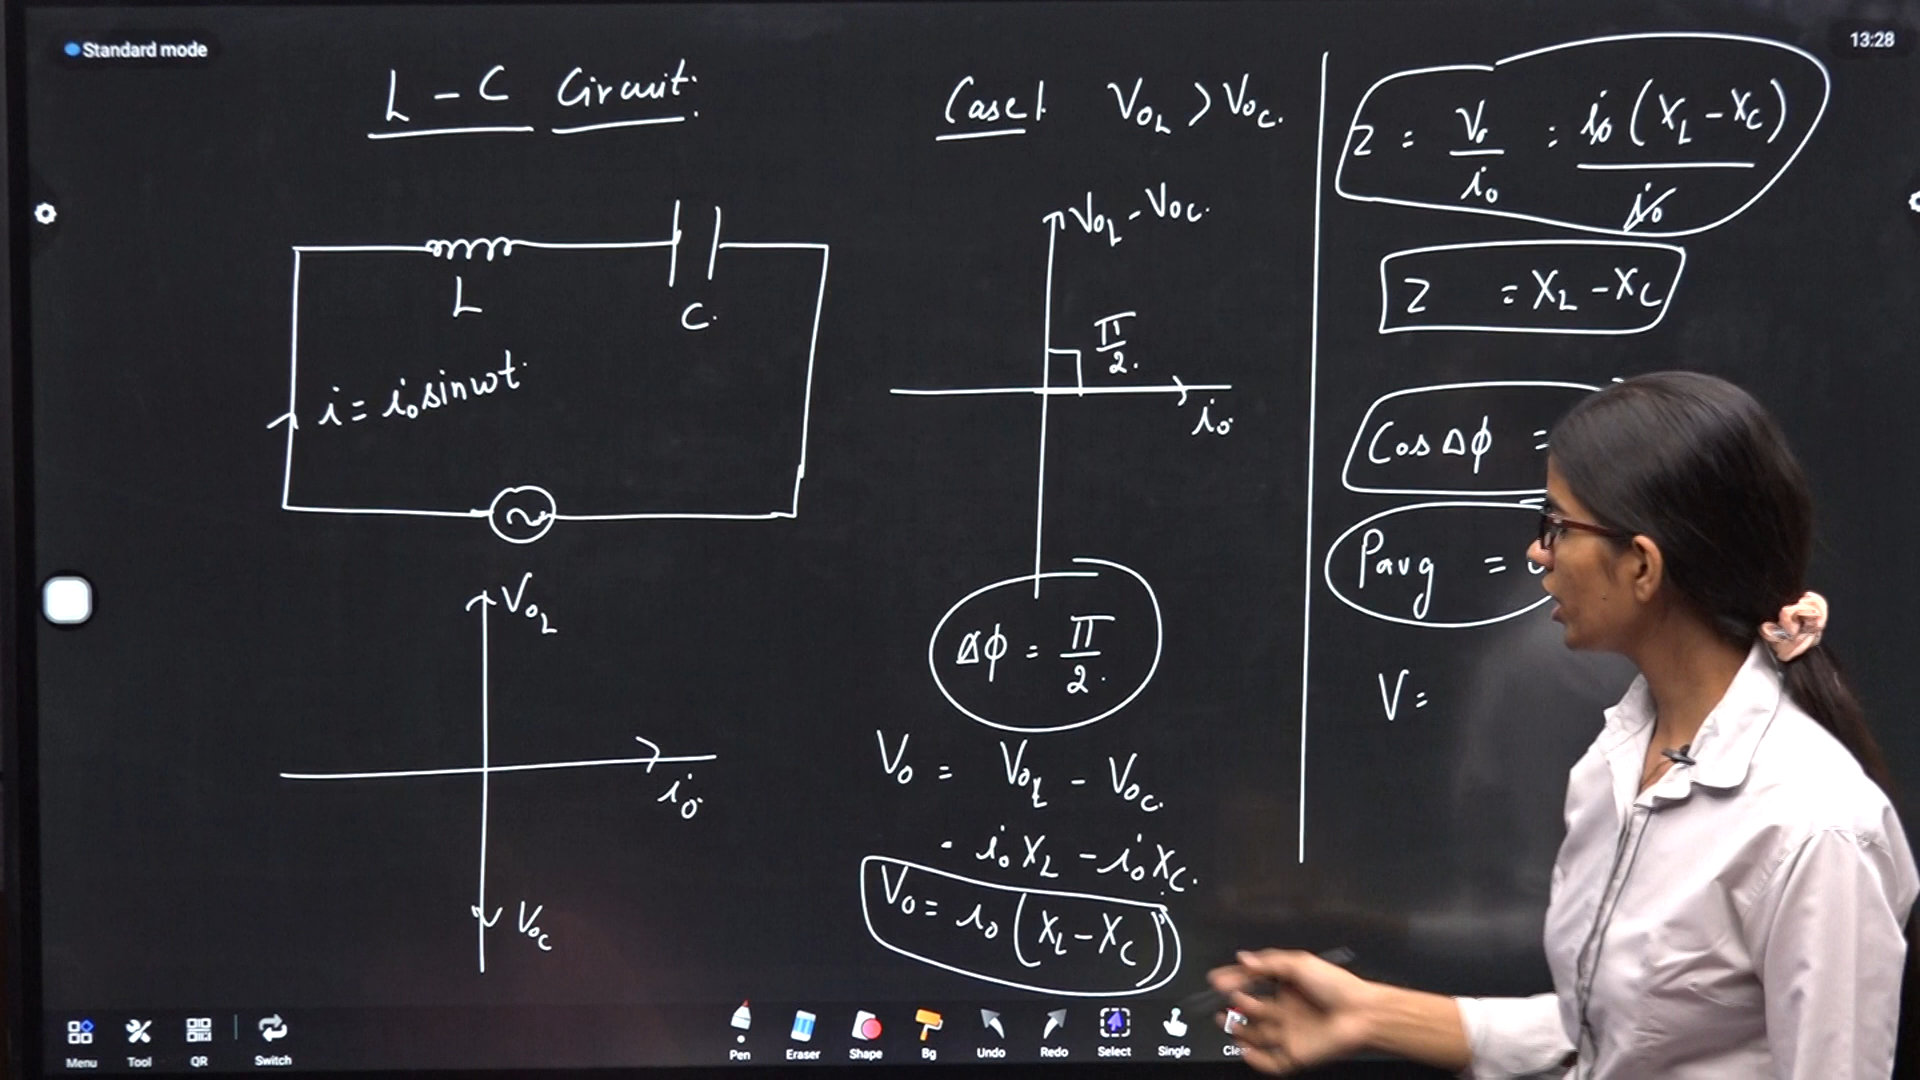 Standard mode
13:28
L - C Circuit:
L
C.
i = i₀ sinωt.
V₀L
i₀.
V₀C
Case 1. V₀L > V₀C.
V₀L - V₀C.
π/2.
i₀.
Δϕ = π/2.
V₀ = V₀L - V₀C.
- i₀XL - i₀XC.
V₀ = i₀(XL - XC)
Z = V₀/i₀ = i₀(XL - XC)/i₀
Z = XL - XC
Cos Δϕ =
Pavg =
V =
Menu
Tool
QR
Switch
Pen
Eraser
Shape
Bg
Undo
Redo
Select
Single